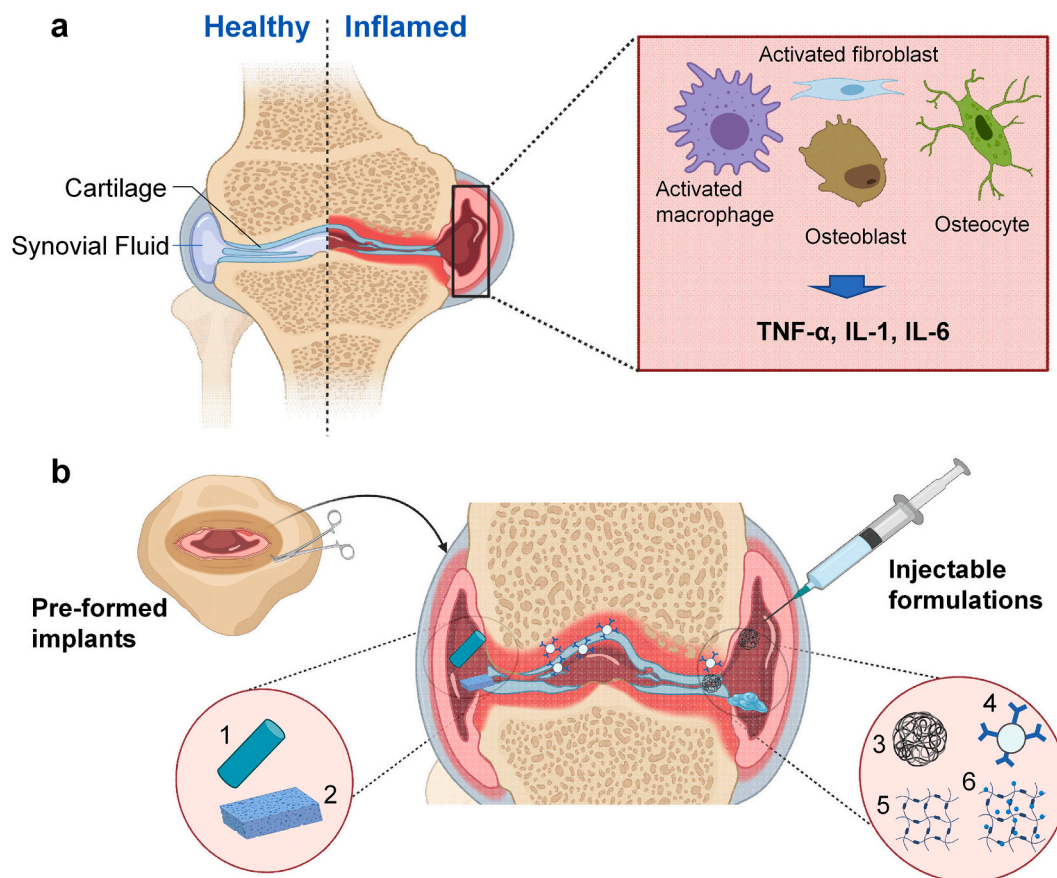 a
Healthy
Inflamed
Cartilage
Synovial Fluid
Activated fibroblast
Activated
macrophage
Osteoblast
Osteocyte
TNF-α, IL-1, IL-6
b
Pre-formed
implants
Injectable
formulations
1
2
3
4
5
6